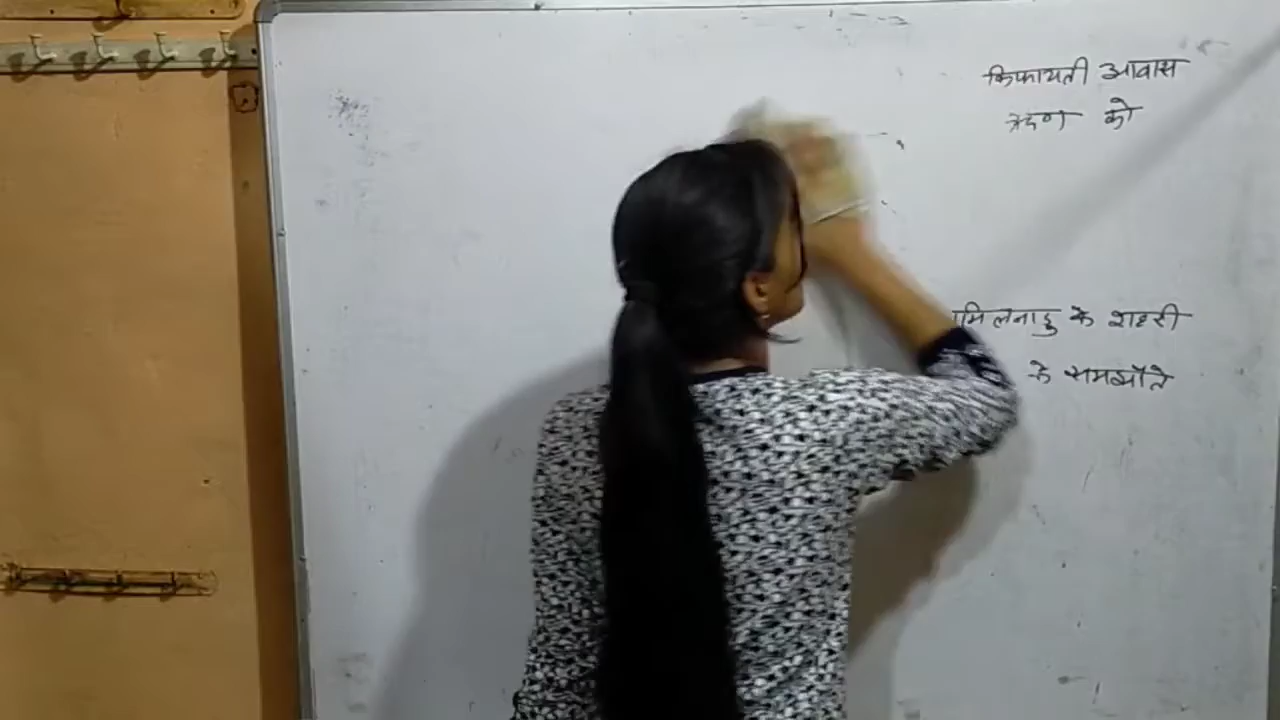 किफायती आवास
ऋण को
मिलनाडु के शहरी
के समझौते